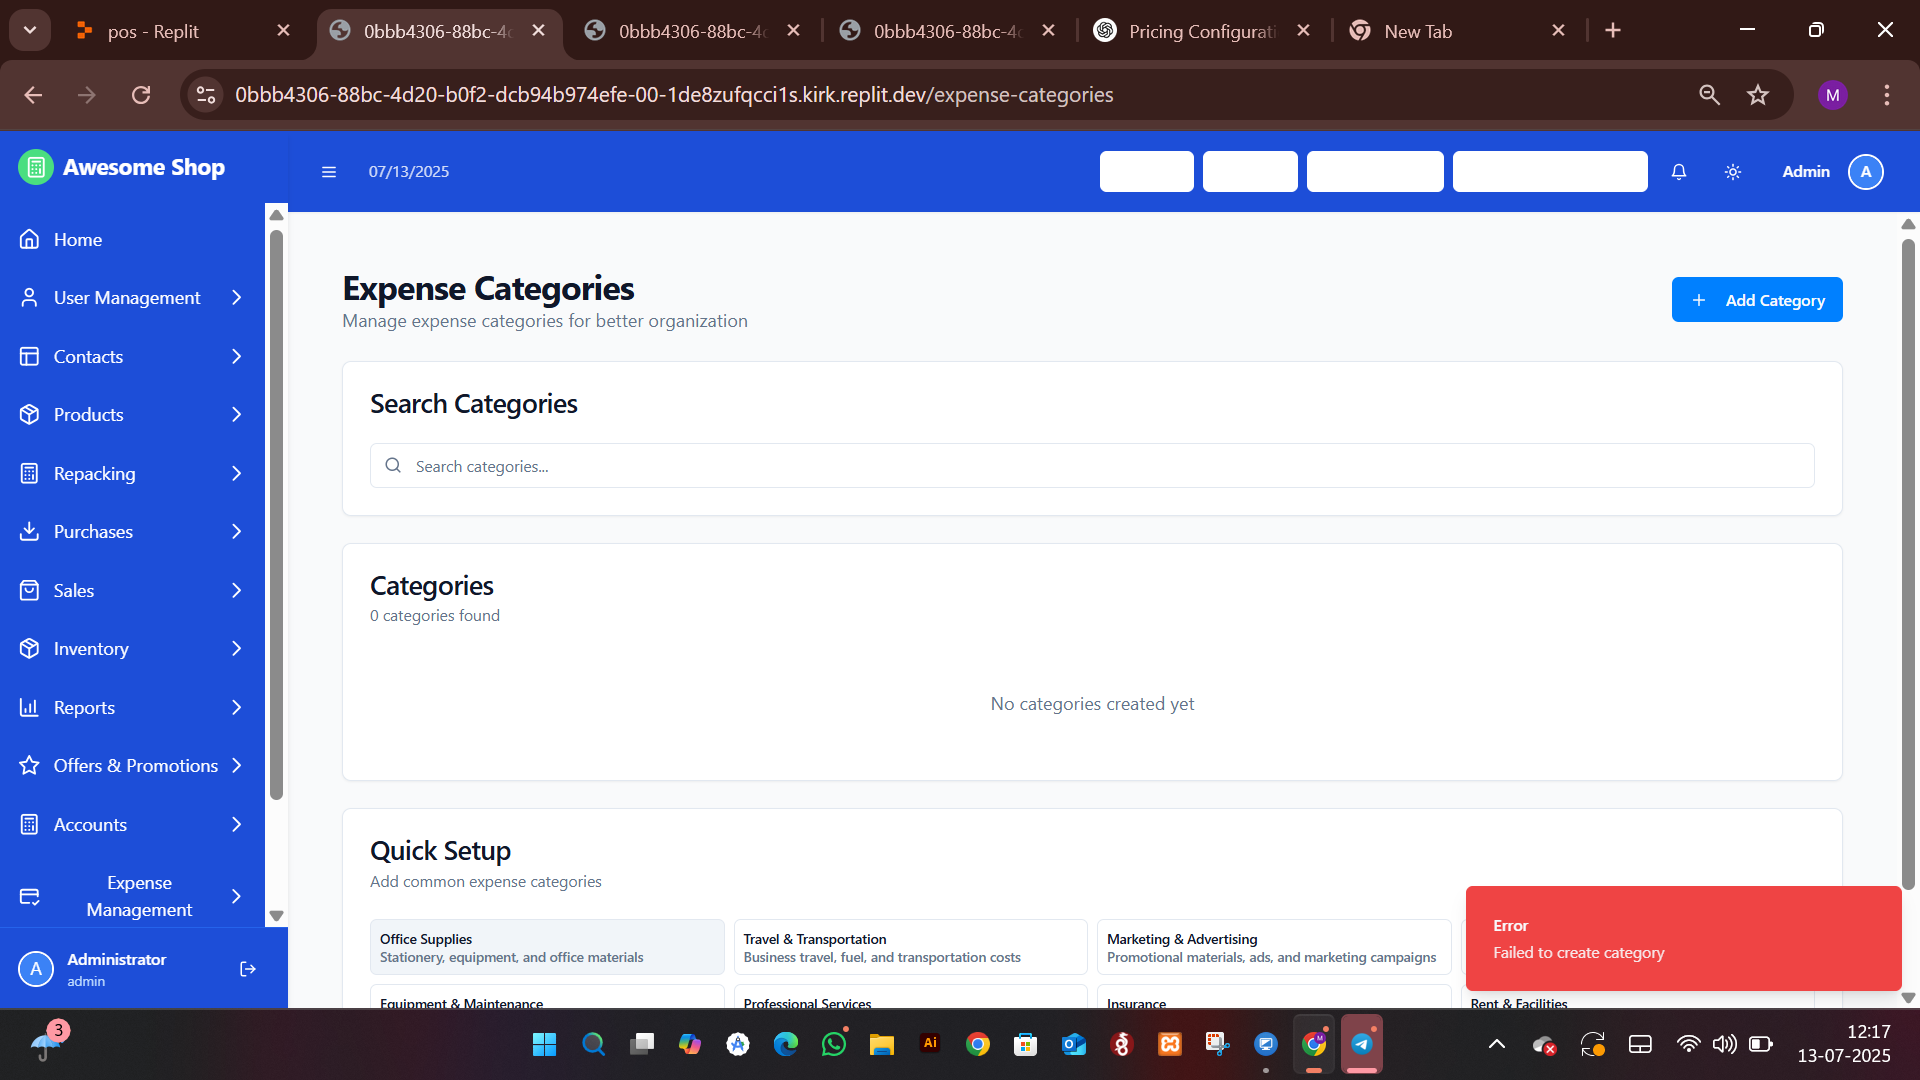 pos - Replit
0bbb4306-88bc-4c
0bbb4306-88bc-4c
0bbb4306-88bc-4c
Pricing Configurati
New Tab
0bbb4306-88bc-4d20-b0f2-dcb94b974efe-00-1de8zufqcci1s.kirk.replit.dev/expense-categories
M
Awesome Shop
07/13/2025
Admin
A
Home
User Management
Contacts
Products
Repacking
Purchases
Sales
Inventory
Reports
Offers & Promotions
Accounts
Expense
Management
A
Administrator
admin
Expense Categories
Manage expense categories for better organization
Add Category
Search Categories
Search categories...
Categories
0 categories found
No categories created yet
Quick Setup
Add common expense categories
Office Supplies
Stationery, equipment, and office materials
Travel & Transportation
Business travel, fuel, and transportation costs
Marketing & Advertising
Promotional materials, ads, and marketing campaigns
Equipment & Maintenance
Professional Services
Insurance
Rent & Facilities
Error
Failed to create category
3
Ai
12:17
13-07-2025